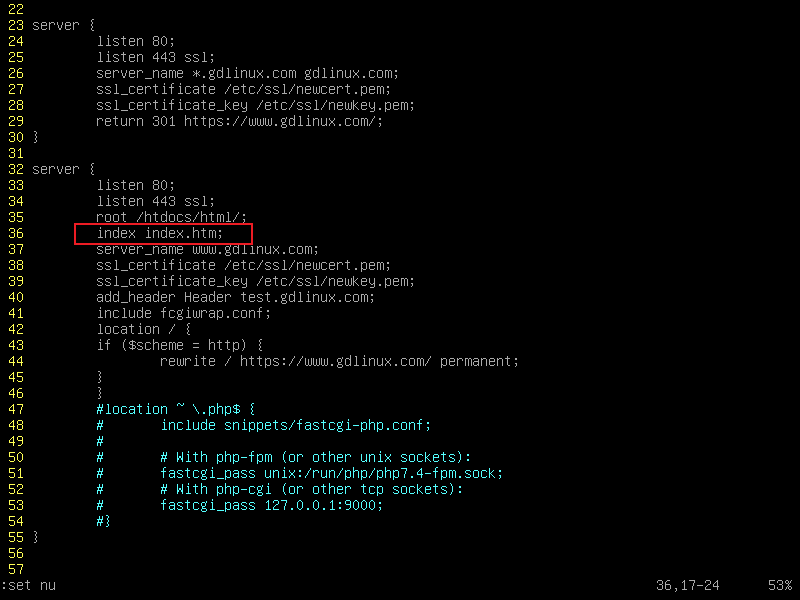 22
23 server {
24         listen 80;
25         listen 443 ssl;
26         server_name *.gdlinux.com gdlinux.com;
27         ssl_certificate /etc/ssl/newcert.pem;
28         ssl_certificate_key /etc/ssl/newkey.pem;
29         return 301 https://www.gdlinux.com/;
30 }
31
32 server {
33         listen 80;
34         listen 443 ssl;
35         root /htdocs/html/;
36         index index.htm;
37         server_name www.gdlinux.com;
38         ssl_certificate /etc/ssl/newcert.pem;
39         ssl_certificate_key /etc/ssl/newkey.pem;
40         add_header Header test.gdlinux.com;
41         include fcgiwrap.conf;
42         location / {
43         if ($scheme = http) {
44                 rewrite / https://www.gdlinux.com/ permanent;
45         }
46         }
47         #location ~ \.php$ {
48         #       include snippets/fastcgi-php.conf;
49         #
50         #       # With php-fpm (or other unix sockets):
51         #       fastcgi_pass unix:/run/php/php7.4-fpm.sock;
52         #       # With php-cgi (or other tcp sockets):
53         #       fastcgi_pass 127.0.0.1:9000;
54         #}
55 }
56
57
:set nu                                                                           36,17-24      53%